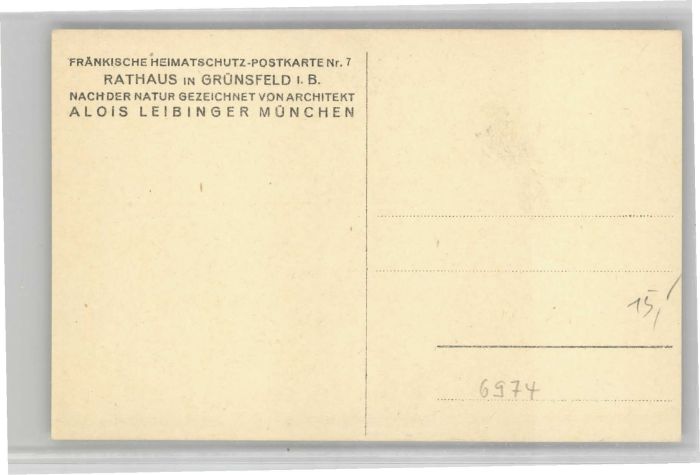 FRÄNKISCHE HEIMATSCHUTZ-POSTKARTE Nr. 7
RATHAUS IN GRÜNSFELD I. B.
NACH DER NATUR GEZEICHNET VON ARCHITEKT
ALOIS LEIBINGER MÜNCHEN
15,-
6974